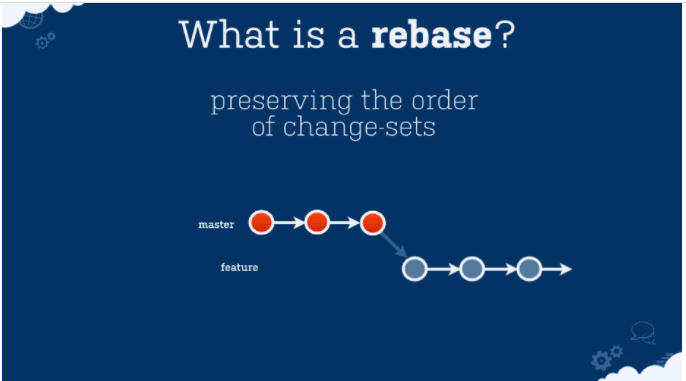 What is a rebase?
preserving the order
of change-sets
master
feature